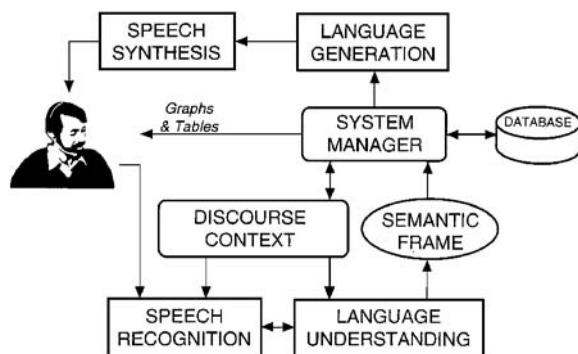 SPEECH
SYNTHESIS
LANGUAGE
GENERATION
Graphs
& Tables
SYSTEM
MANAGER
DATABASE
DISCOURSE
CONTEXT
SEMANTIC
FRAME
SPEECH
RECOGNITION
LANGUAGE
UNDERSTANDING